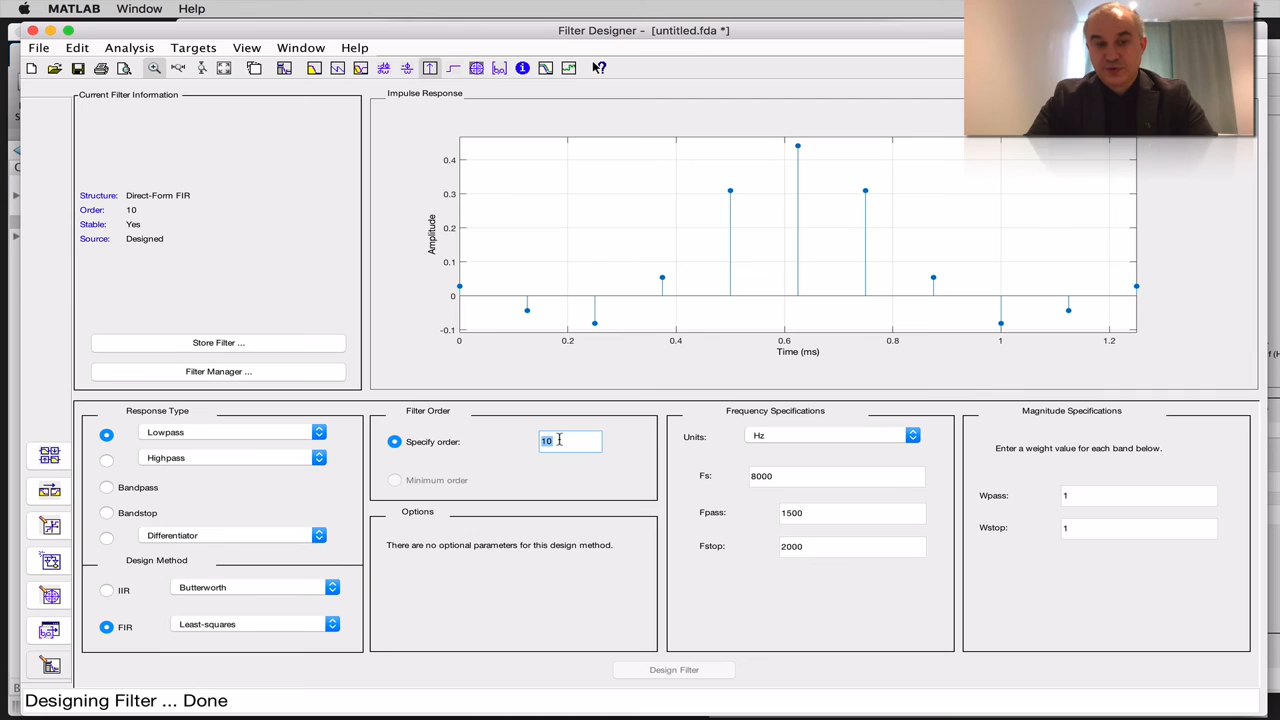 MATLAB Window Help
Filter Designer - [untitled.fda *]
File Edit Analysis Targets View Window Help
Current Filter Information
Structure: Direct-Form FIR
Order: 10
Stable: Yes
Source: Designed
Store Filter ...
Filter Manager ...
Impulse Response
0.4
0.3
0.2
0.1
0
-0.1
Amplitude
0 0.2 0.4 0.6 0.8 1 1.2
Time (ms)
Response Type
Lowpass
Highpass
Bandpass
Bandstop
Differentiator
Design Method
IIR Butterworth
FIR Least-squares
Filter Order
Specify order: 10
Minimum order
Options
There are no optional parameters for this design method.
Frequency Specifications
Units: Hz
Fs: 8000
Fpass: 1500
Fstop: 2000
Magnitude Specifications
Enter a weight value for each band below.
Wpass: 1
Wstop: 1
Design Filter
Designing Filter ... Done